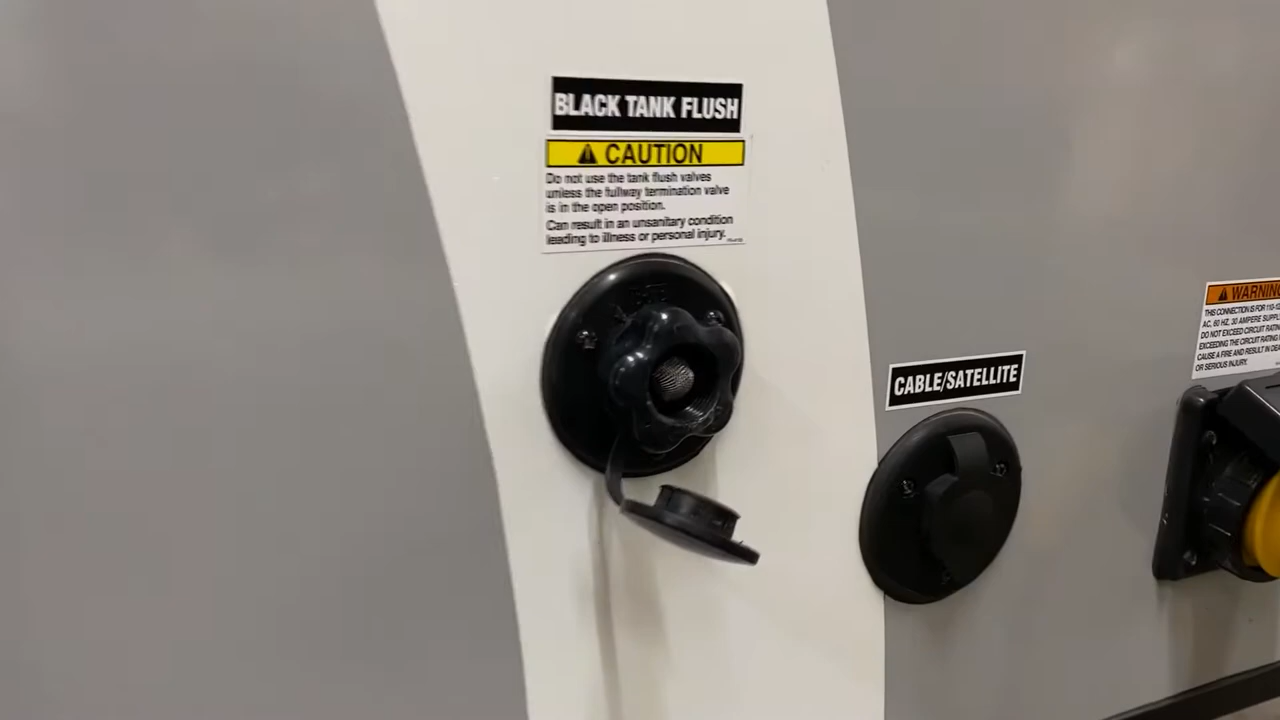 BLACK TANK FLUSH
CAUTION
Do not use the tank flush valves
unless the fullway termination valve
is in the open position.
Can result in an unsanitary condition
leading to illness or personal injury.
CABLE/SATELLITE
WARNING
THIS CONNECTION IS FOR 110-
AC, 60 HZ, 30 AMPERE SUPPL
DO NOT EXCEED CIRCUIT RATING
EXCEEDING THE CIRCUIT RATING
CAUSE A FIRE AND RESULT IN DEA
OR SERIOUS INJURY.